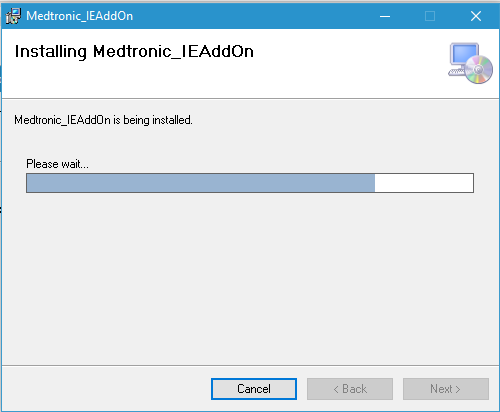 Medtronic_IEAddOn
Installing Medtronic_IEAddOn
Medtronic_IEAddOn is being installed.
Please wait...
Cancel
< Back
Next >